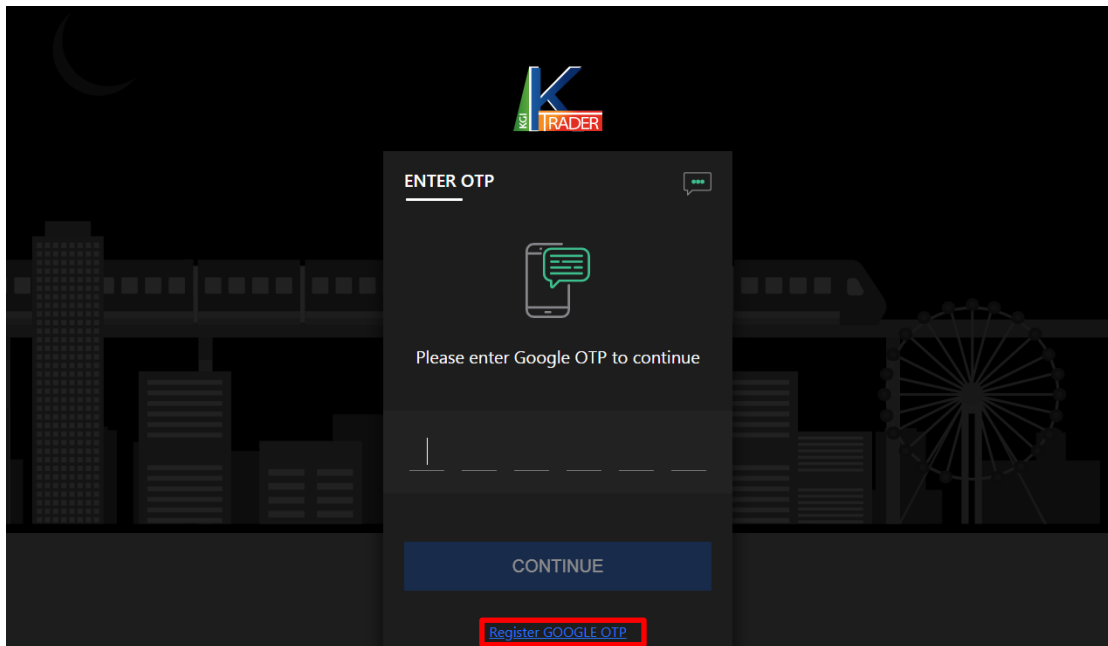 K
KGI
TRADER
ENTER OTP
Please enter Google OTP to continue
CONTINUE
Register GOOGLE OTP